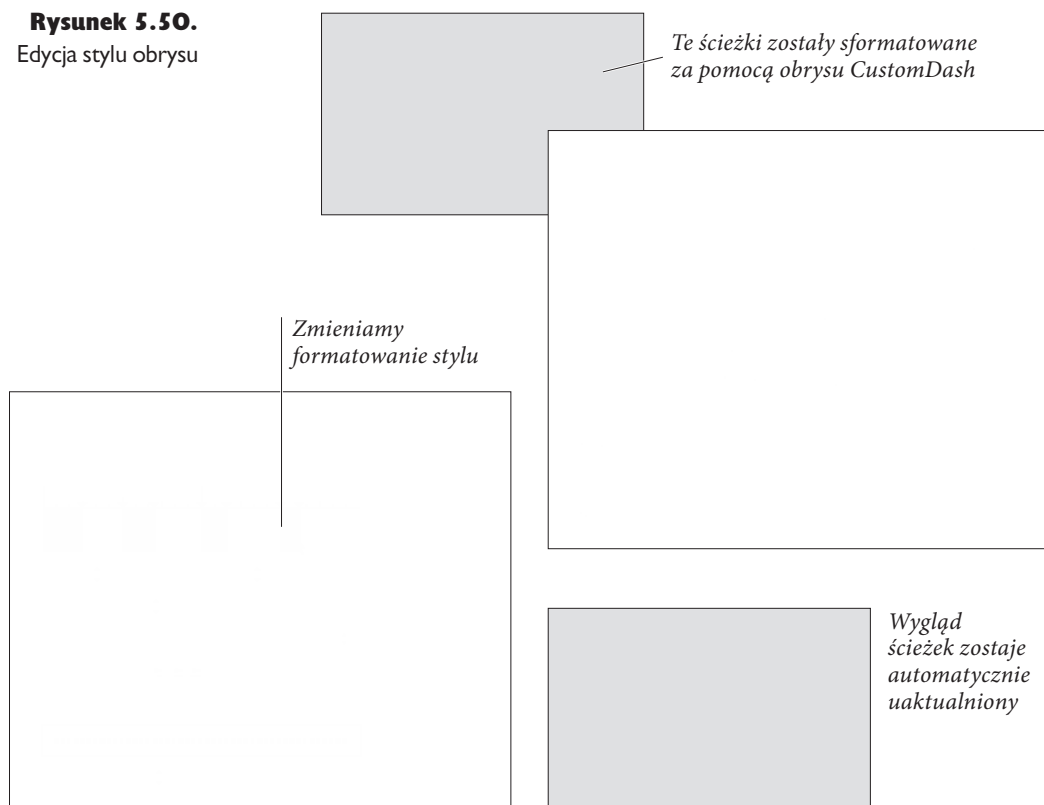 Rysunek 5.50.
Edycja stylu obrysu
Te ścieżki zostały sformatowane
za pomocą obrysu CustomDash
Zmieniamy
formatowanie stylu
Wygląd
ścieżek zostaje
automatycznie
uaktualniony